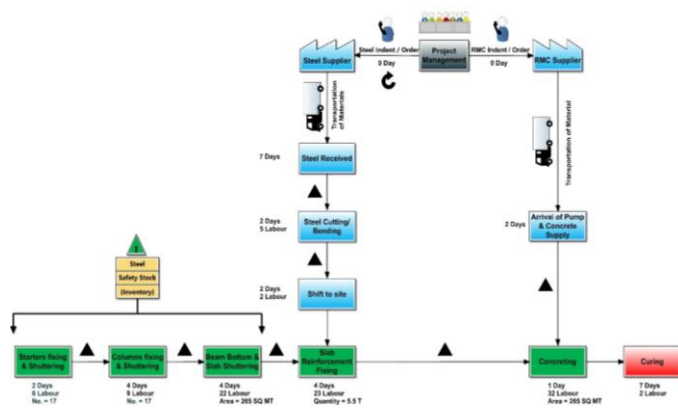 Steel Indent / Order
RMC Indent / Order
Steel Supplier
0 Day
Project
Management
0 Day
RMC Supplier
Transportation
of Materials
Transportation of Material
7 Days
Steel Received
2 Days
5 Labour
Steel Cutting/
Bending
2 Days
Arrival of Pump
& Concrete
Supply
Steel
Safety Stock
(Inventory)
2 Days
2 Labour
Shift to site
Starters fixing
& Shuttering
Columns fixing
& Shuttering
Beam Bottom &
Slab Shuttering
Slab
Reinforcement
Fixing
Concreting
Curing
2 Days
6 Labour
No. = 17
4 Days
9 Labour
No. = 17
4 Days
22 Labour
Area = 265 SQ MT
4 Days
23 Labour
Quantity = 5.5 T
1 Day
32 Labour
Area = 265 SQ MT
7 Days
2 Labour